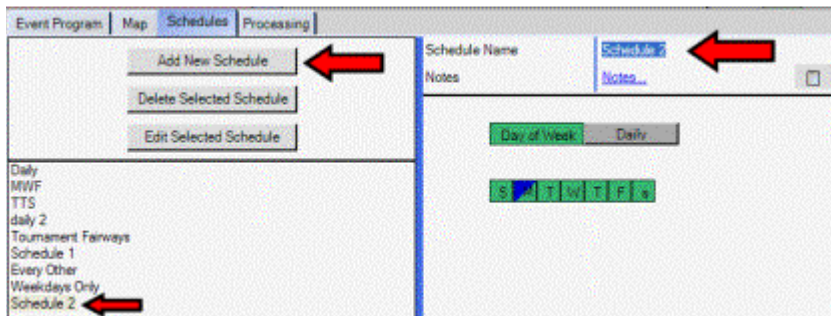 Event Program Map Schedules Processing
Add New Schedule
Delete Selected Schedule
Edit Selected Schedule
Daily
MWF
TTS
daily 2
Tournament Fairways
Schedule 1
Every Other
Weekdays Only
Schedule 2
Schedule Name Schedule 2
Notes Notes...
Day of Week Daily
S T W T F s